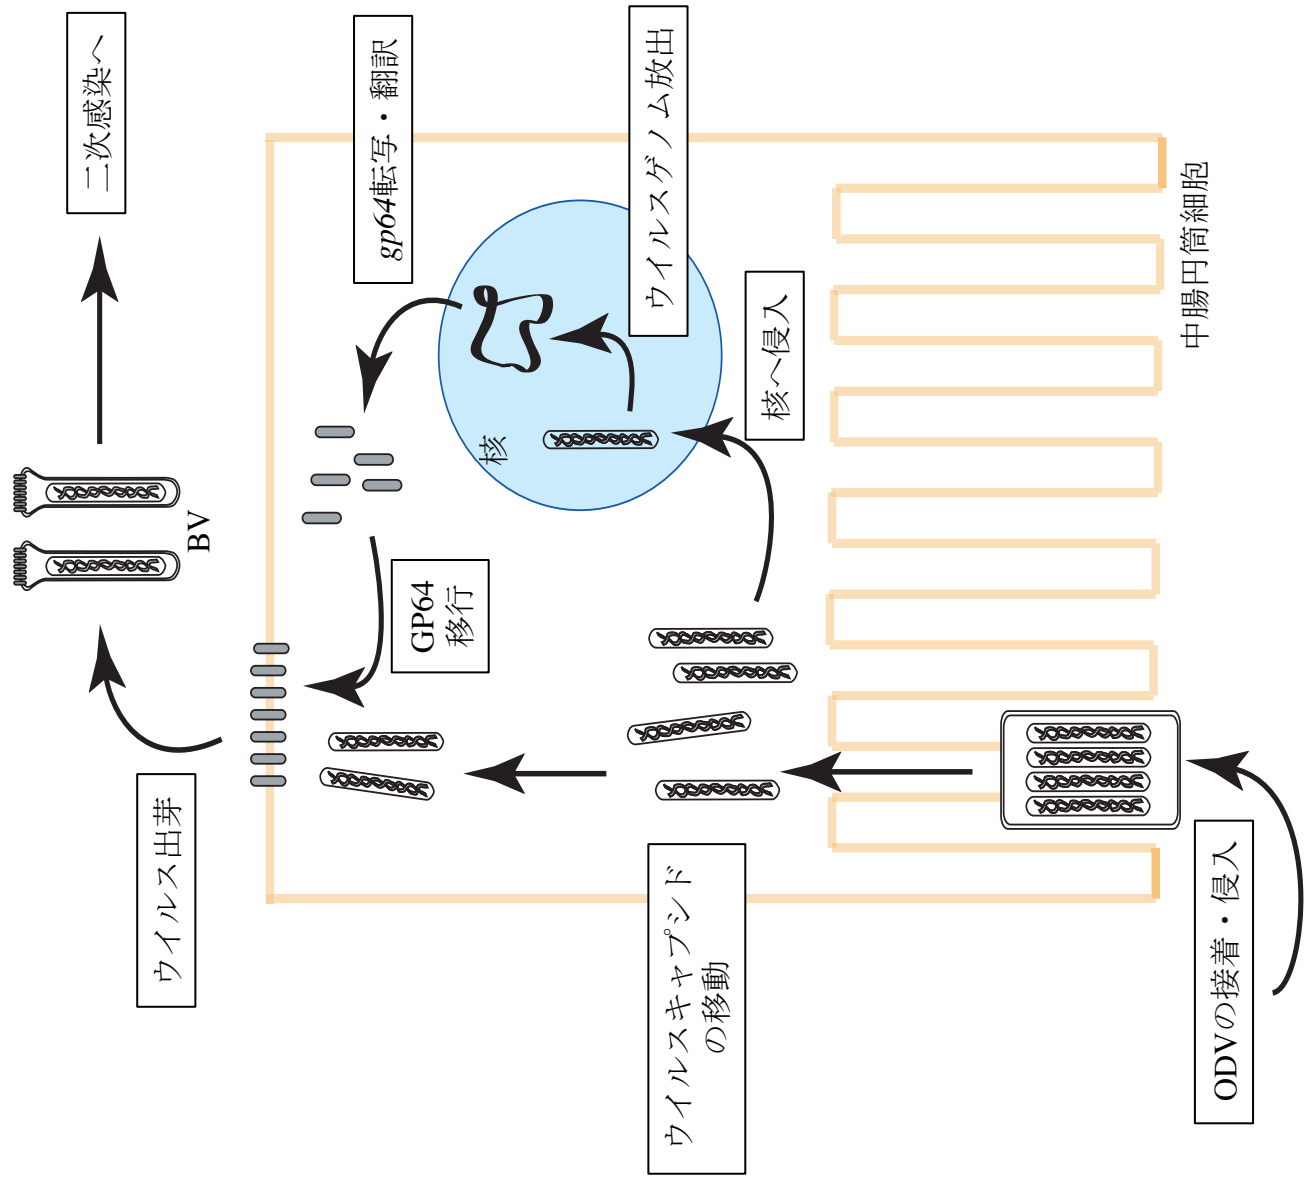 二次感染へ
gp64転写・翻訳
ウイルスゲノム放出
核へ侵入
中腸円筒細胞
核
BV
GP64
移行
ウイルス出芽
ウイルスキャプシド
の移動
ODVの接着・侵入